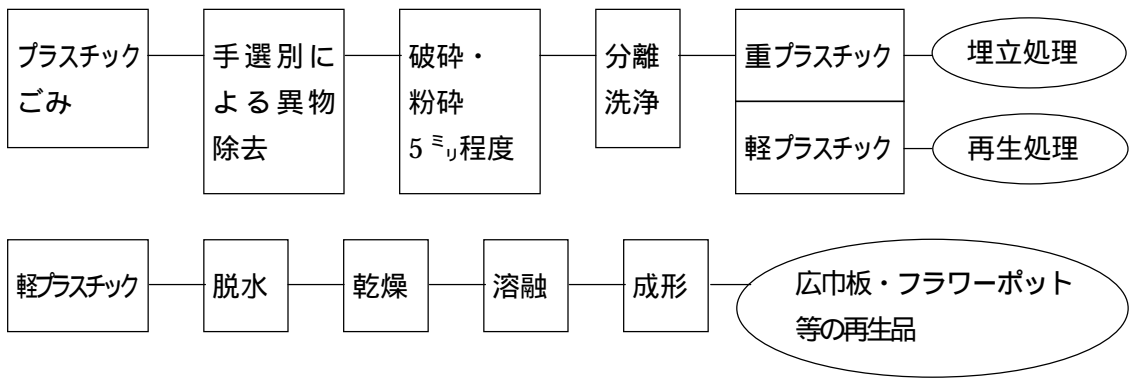 プラスチック
ごみ
手選別に
よる異物
除去
破砕・
粉砕
5㍉程度
分離
洗浄
重プラスチック
埋立処理
軽プラスチック
再生処理
軽プラスチック
脱水
乾燥
溶融
成形
広巾板・フラワーポット
等の再生品